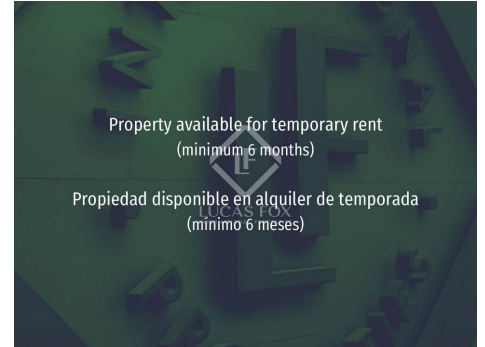 Property available for temporary rent
(minimum 6 months)
Propiedad disponible en alquiler de temporada
LUCAS FOX
(mínimo 6 meses)